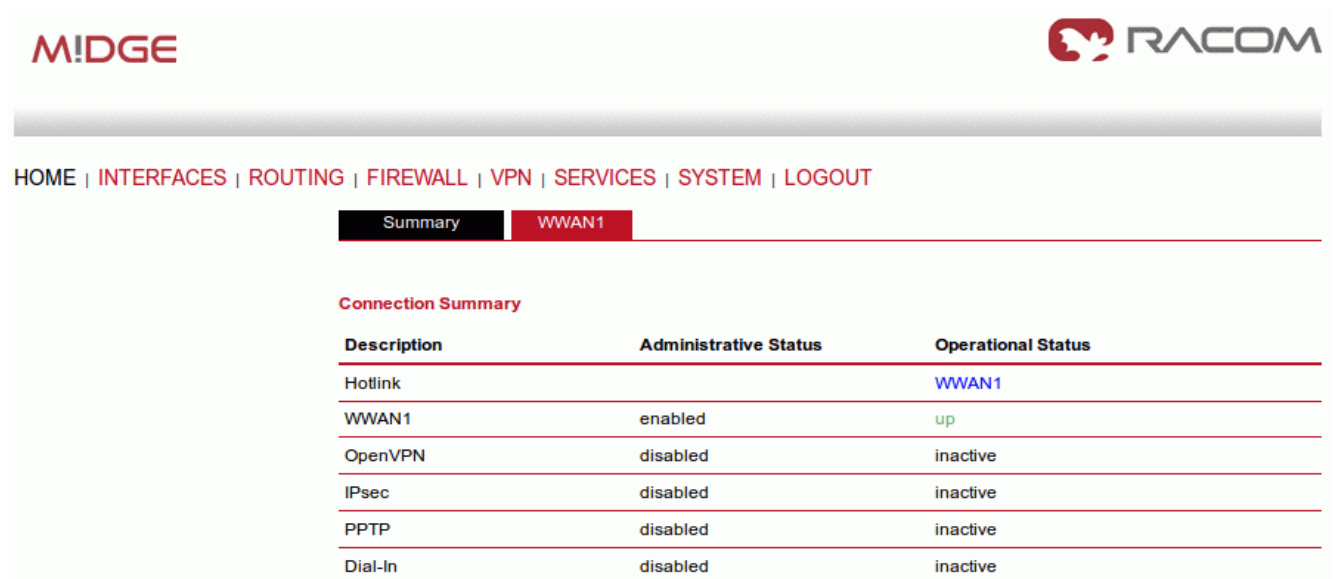 M!DGE
RACOM
HOME | INTERFACES | ROUTING | FIREWALL | VPN | SERVICES | SYSTEM | LOGOUT
Summary WWAN1
Connection Summary
Description Administrative Status Operational Status
Hotlink WWAN1
WWAN1 enabled up
OpenVPN disabled inactive
IPsec disabled inactive
PPTP disabled inactive
Dial-In disabled inactive